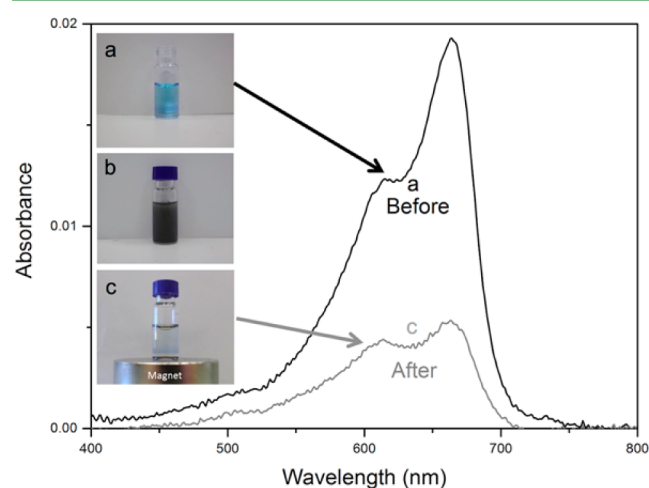 0.02
0.01
0.00
Absorbance
a
b
c
Magnet
a
Before
c
After
400
500
600
700
800
Wavelength (nm)